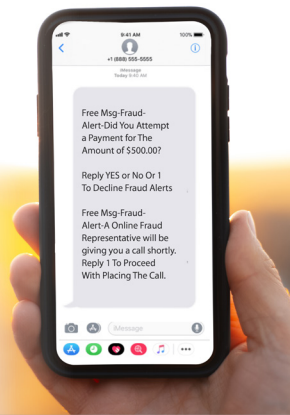 9:41 AM
100%
+1 (888) 555-5555
iMessage
Today 9:40 AM
Free Msg-Fraud-
Alert-Did You Attempt
a Payment for The
Amount of $500.00?
Reply YES or No Or 1
To Decline Fraud Alerts
Free Msg-Fraud-
Alert-A Online Fraud
Representative will be
giving you a call shortly.
Reply 1 To Proceed
With Placing The Call.
iMessage